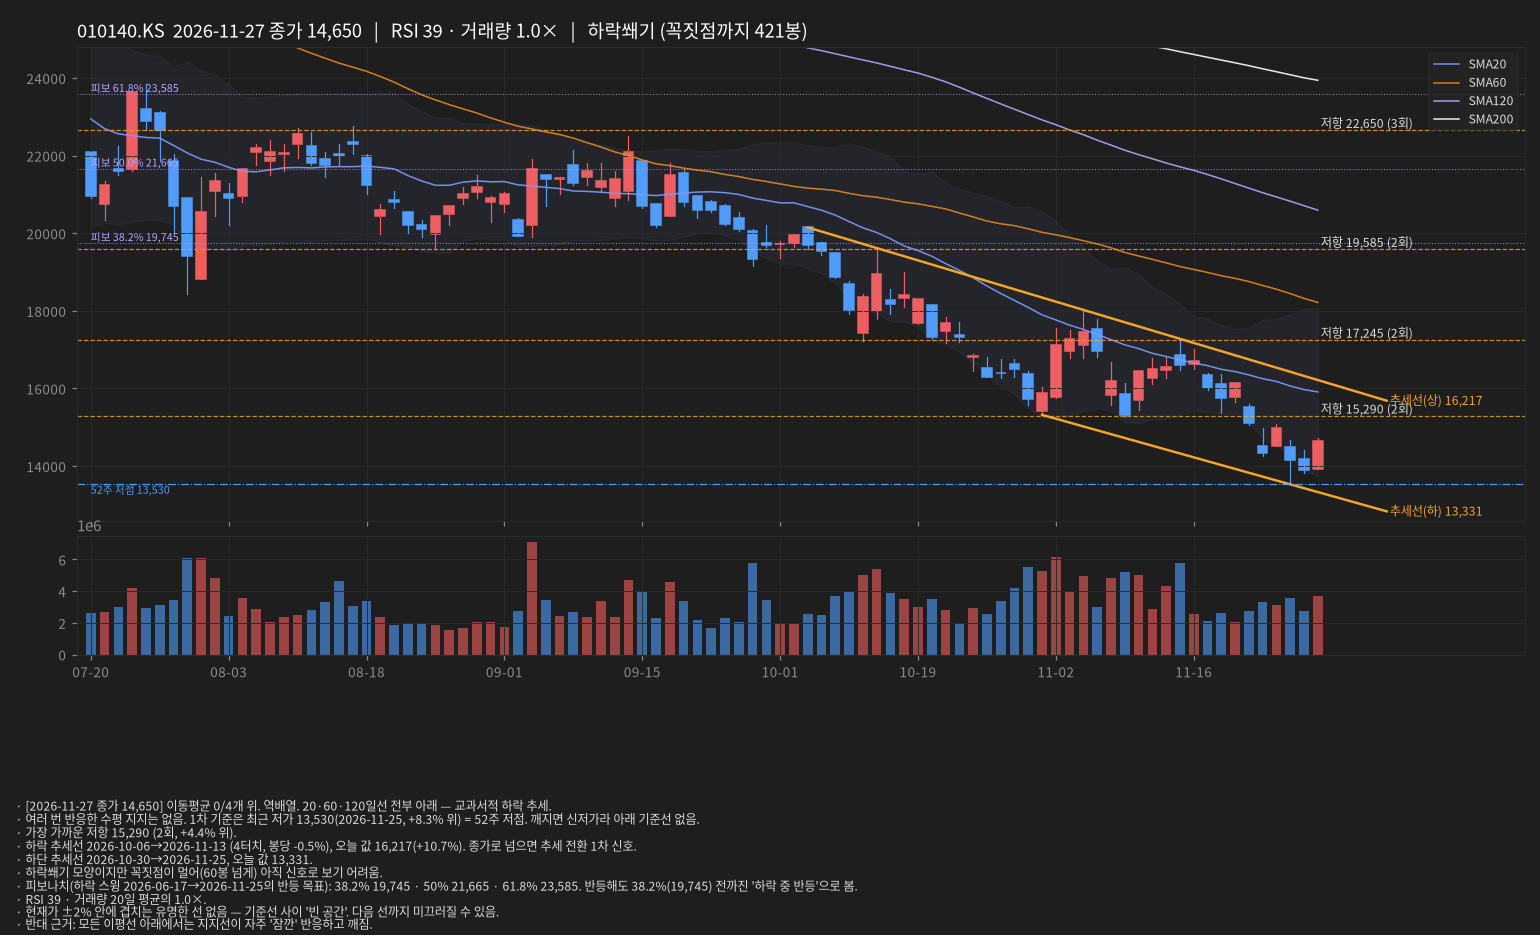 010140.KS 2026-11-27 종가 14,650 | RSI 39 · 거래량 1.0× | 하락쐐기 (꼭짓점까지 421봉)
SMA20
SMA60
SMA120
SMA200
24000
22000
20000
18000
16000
14000
피보 61.8% 23,585
피보 50.0% 21,665
피보 38.2% 19,745
52주 저점 13,530
저항 22,650 (3회)
저항 19,585 (2회)
저항 17,245 (2회)
추세선(상) 16,217
저항 15,290 (2회)
추세선(하) 13,331
1e6
6
4
2
0
07-20
08-03
08-18
09-01
09-15
10-01
10-19
11-02
11-16
· [2026-11-27 종가 14,650] 이동평균 0/4개 위. 역배열. 20·60·120일선 전부 아래 — 교과서적 하락 추세.
· 여러 번 반응한 수평 지지는 없음. 1차 기준은 최근 저가 13,530(2026-11-25, +8.3% 위) = 52주 저점. 깨지면 신저가라 아래 기준선 없음.
· 가장 가까운 저항 15,290 (2회, +4.4% 위).
· 하락 추세선 2026-10-06→2026-11-13 (4터치, 봉당 -0.5%), 오늘 값 16,217(+10.7%). 종가로 넘으면 추세 전환 1차 신호.
· 하단 추세선 2026-10-30→2026-11-25, 오늘 값 13,331.
· 하락쐐기 모양이지만 꼭짓점이 멀어(60봉 넘게) 아직 신호로 보기 어려움.
· 피보나치(하락 스윙 2026-06-17→2026-11-25의 반등 목표): 38.2% 19,745 · 50% 21,665 · 61.8% 23,585. 반등해도 38.2%(19,745) 전까진 '하락 중 반등'으로 봄.
· RSI 39 · 거래량 20일 평균의 1.0×.
· 현재가 ±2% 안에 겹치는 유명한 선 없음 — 기준선 사이 '빈 공간'. 다음 선까지 미끄러질 수 있음.
· 반대 근거: 모든 이평선 아래에서는 지지선이 자주 '잠깐' 반응하고 깨짐.